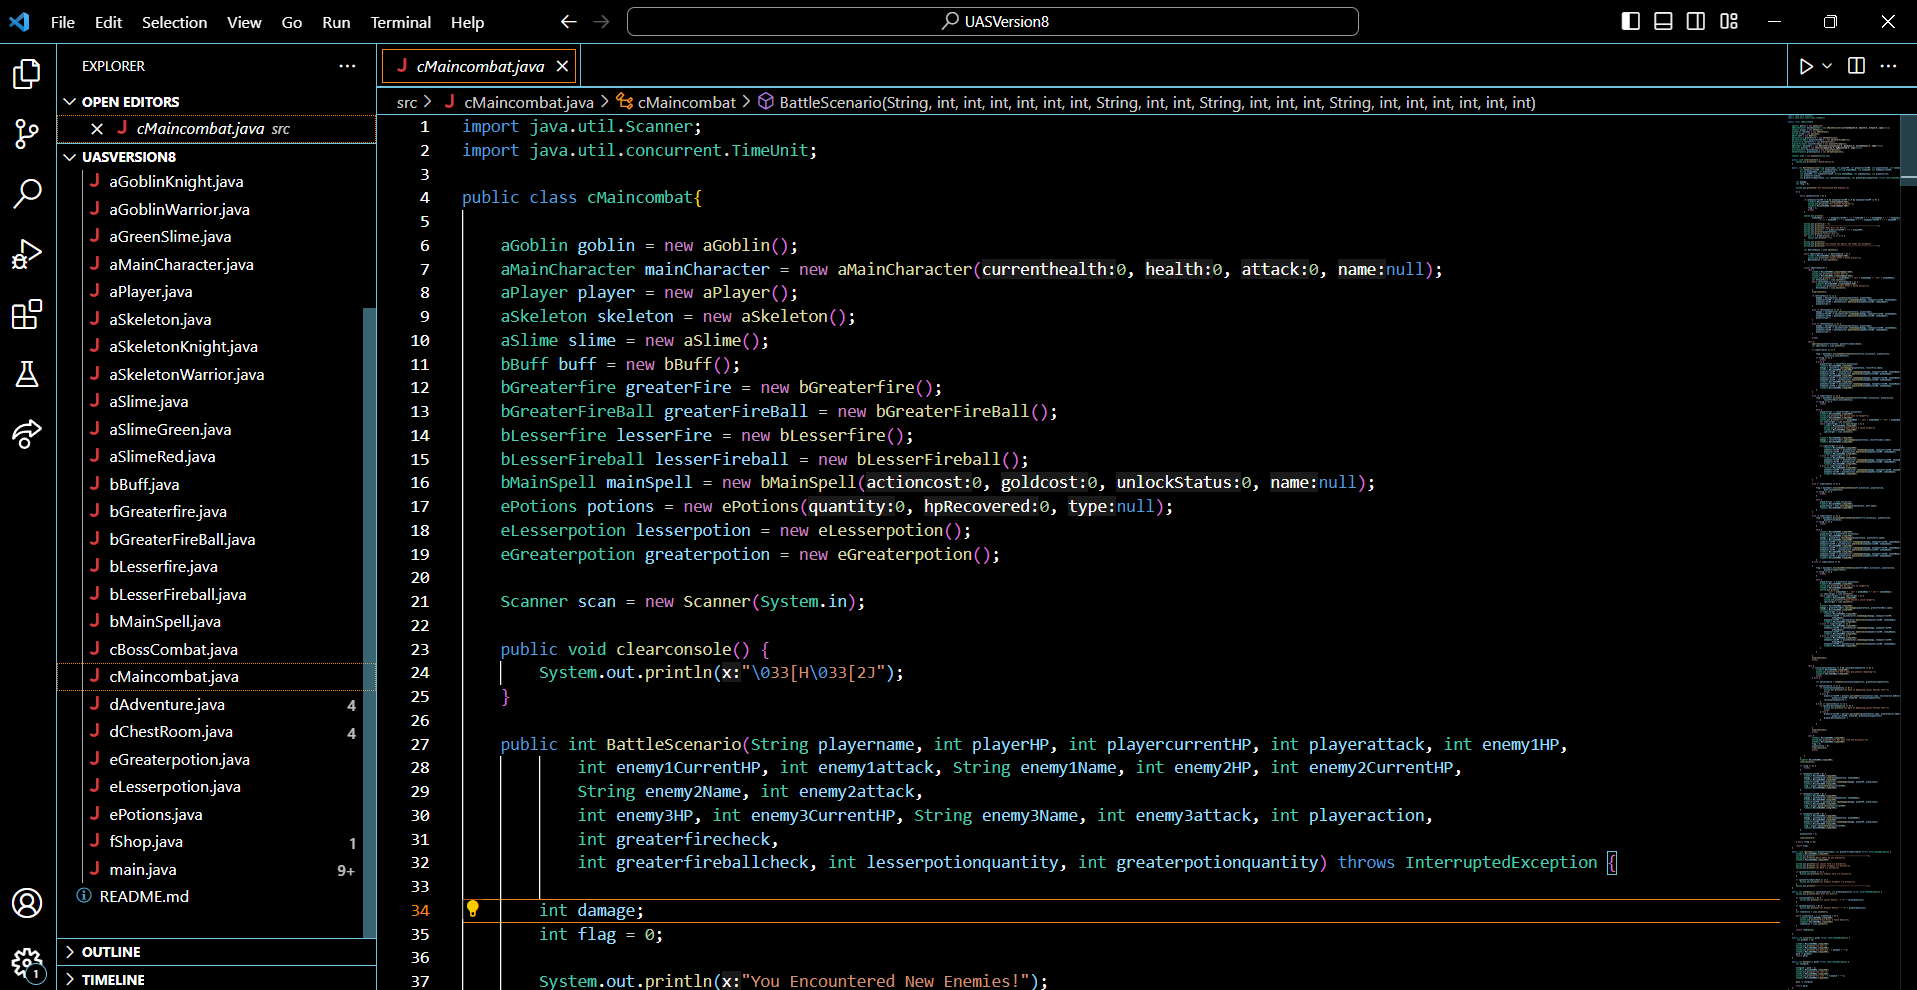 File Edit Selection View Go Run Terminal Help
UASVersion8
EXPLORER
OPEN EDITORS
cMaincombat.java src
UASVERSION8
aGoblinKnight.java
aGoblinWarrior.java
aGreenSlime.java
aMainCharacter.java
aPlayer.java
aSkeleton.java
aSkeletonKnight.java
aSkeletonWarrior.java
aSlime.java
aSlimeGreen.java
aSlimeRed.java
bBuff.java
bGreaterfire.java
bGreaterFireBall.java
bLesserfire.java
bLesserFireball.java
bMainSpell.java
cBossCombat.java
cMaincombat.java
dAdventure.java 4
dChestRoom.java 4
eGreaterpotion.java
eLesserpotion.java
ePotions.java
fShop.java 1
main.java 9+
README.md
OUTLINE
TIMELINE
1
cMaincombat.java
src > cMaincombat.java > cMaincombat > BattleScenario(String, int, int, int, int, int, int, String, int, int, String, int, int, int, String, int, int, int, int, int, int)
1 import java.util.Scanner;
2 import java.util.concurrent.TimeUnit;
3
4 public class cMaincombat{
5
6 aGoblin goblin = new aGoblin();
7 aMainCharacter mainCharacter = new aMainCharacter(currenthealth:0, health:0, attack:0, name:null);
8 aPlayer player = new aPlayer();
9 aSkeleton skeleton = new aSkeleton();
10 aSlime slime = new aSlime();
11 bBuff buff = new bBuff();
12 bGreaterfire greaterFire = new bGreaterfire();
13 bGreaterFireBall greaterFireBall = new bGreaterFireBall();
14 bLesserfire lesserFire = new bLesserfire();
15 bLesserFireball lesserFireball = new bLesserFireball();
16 bMainSpell mainSpell = new bMainSpell(actioncost:0, goldcost:0, unlockStatus:0, name:null);
17 ePotions potions = new ePotions(quantity:0, hpRecovered:0, type:null);
18 eLesserpotion lesserpotion = new eLesserpotion();
19 eGreaterpotion greaterpotion = new eGreaterpotion();
20
21 Scanner scan = new Scanner(System.in);
22
23 public void clearconsole() {
24 System.out.println(x:"\033[H\033[2J");
25 }
26
27 public int BattleScenario(String playername, int playerHP, int playercurrentHP, int playerattack, int enemy1HP,
28 int enemy1CurrentHP, int enemy1attack, String enemy1Name, int enemy2HP, int enemy2CurrentHP,
29 String enemy2Name, int enemy2attack,
30 int enemy3HP, int enemy3CurrentHP, String enemy3Name, int enemy3attack, int playeraction,
31 int greaterfirecheck,
32 int greaterfireballcheck, int lesserpotionquantity, int greaterpotionquantity) throws InterruptedException {
33
34 int damage;
35 int flag = 0;
36
37 System.out.println(x:"You Encountered New Enemies!");